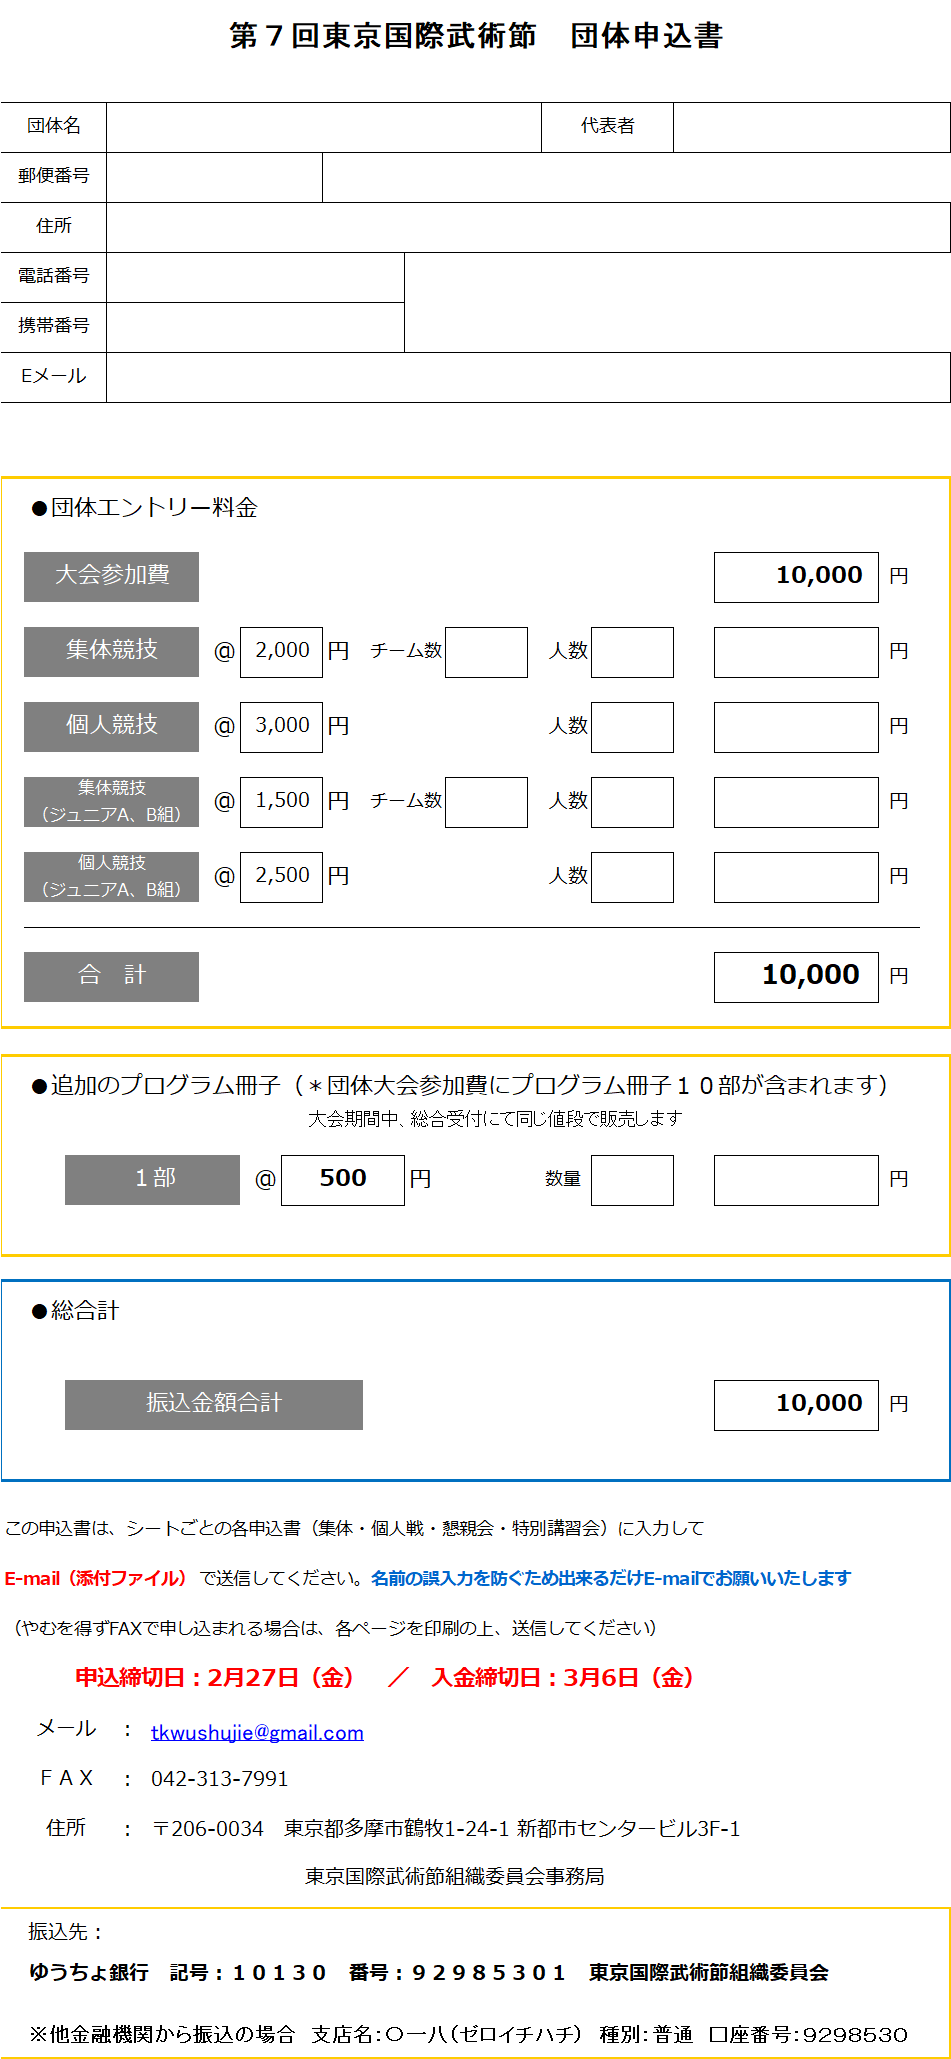 第７回東京国際武術節　団体申込書
団体名　代表者
郵便番号
住所
電話番号
携帯番号
Eメール
●団体エントリー料金
大会参加費　10,000 円
集体競技　@ 2,000 円　チーム数　人数　円
個人競技　@ 3,000 円　人数　円
集体競技
（ジュニアA、B組）　@ 1,500 円　チーム数　人数　円
個人競技
（ジュニアA、B組）　@ 2,500 円　人数　円
合　計　10,000 円
●追加のプログラム冊子（＊団体大会参加費にプログラム冊子１０部が含まれます）
大会期間中、総合受付にて同じ値段で販売します
１部　@ 500 円　数量　円
●総合計
振込金額合計　10,000 円
この申込書は、シートごとの各申込書（集体・個人戦・懇親会・特別講習会）に入力して
E-mail（添付ファイル）で送信してください。名前の誤入力を防ぐため出来るだけE-mailでお願いいたします
（やむを得ずFAXで申し込まれる場合は、各ページを印刷の上、送信してください）
申込締切日：2月27日（金）　／　入金締切日：3月6日（金）
メール　：　tkwushujie@gmail.com
ＦＡＸ　：　042-313-7991
住所　：　〒206-0034　東京都多摩市鶴牧1-24-1 新都市センタービル3F-1
東京国際武術節組織委員会事務局
振込先：
ゆうちょ銀行　記号：１０１３０　番号：９２９８５３０１　東京国際武術節組織委員会
※他金融機関から振込の場合　支店名：〇一八（ゼロイチハチ）　種別：普通　口座番号：9298530